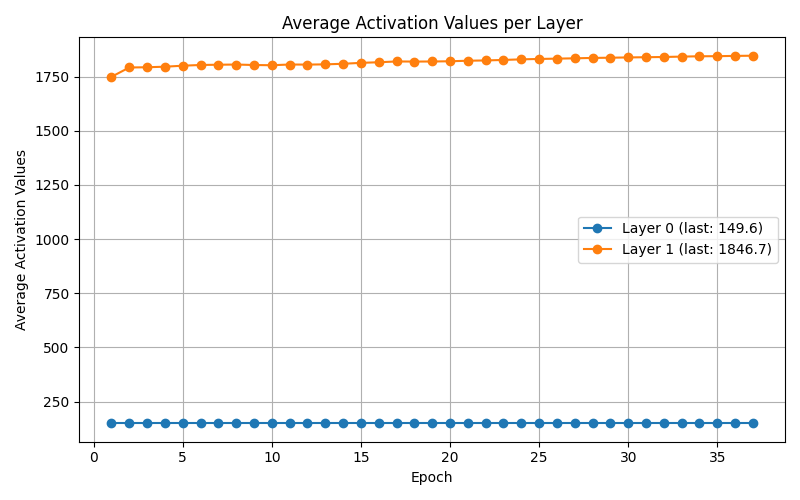 Average Activation Values per Layer
Average Activation Values
1750
1500
1250
1000
750
500
250
Layer 0 (last: 149.6)
Layer 1 (last: 1846.7)
0 5 10 15 20 25 30 35
Epoch